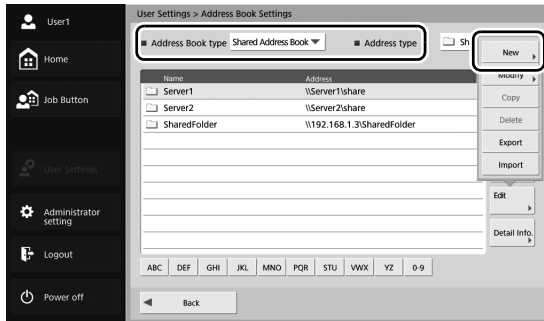 User1
Home
Job Button
User Settings
Administrator
setting
Logout
Power off
User Settings > Address Book Settings
■ Address Book type Shared Address Book ▼ ■ Address type Sh
New
Modify
Copy
Delete
Export
Import
Edit
Detail Info.
Name Address
Server1 \\Server1\share
Server2 \\Server2\share
SharedFolder \\192.168.1.3\SharedFolder
ABC DEF GHI JKL MNO PQR STU VWX YZ 0-9
Back